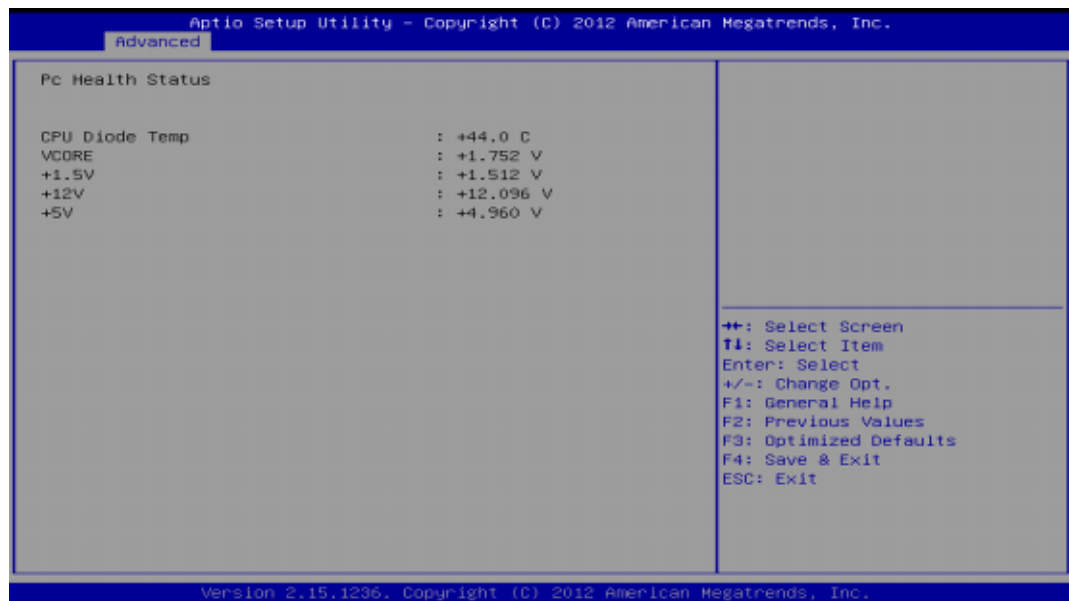 Aptio Setup Utility - Copyright (C) 2012 American Megatrends, Inc.
Advanced
Pc Health Status
CPU Diode Temp : +44.0 C
VCORE : +1.752 V
+1.5V : +1.512 V
+12V : +12.096 V
+5V : +4.960 V
→←: Select Screen
↑↓: Select Item
Enter: Select
+/-: Change Opt.
F1: General Help
F2: Previous Values
F3: Optimized Defaults
F4: Save & Exit
ESC: Exit
Version 2.15.1236. Copyright (C) 2012 American Megatrends, Inc.